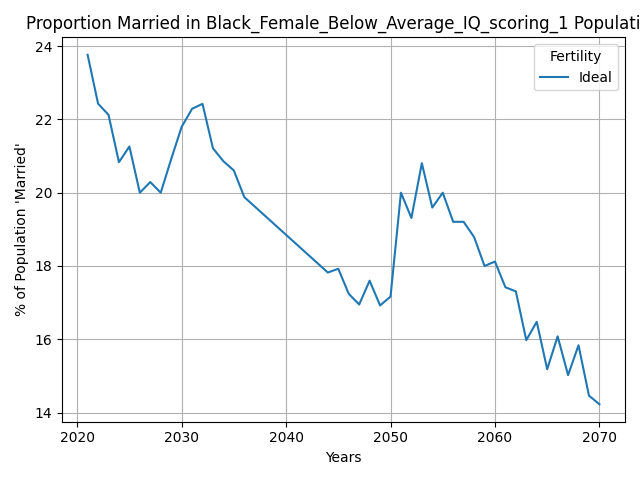 Proportion Married in Black_Female_Below_Average_IQ_scoring_1 Populati
24
22
20
18
16
14
% of Population 'Married'
Fertility
Ideal
2020 2030 2040 2050 2060 2070
Years